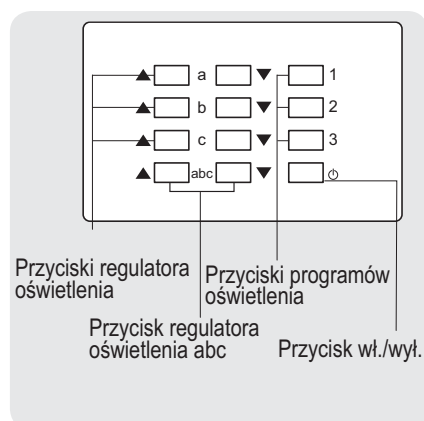 ▲ a ▼ 1
▲ b ▼ 2
▲ c ▼ 3
▲ abc ▼ ⏻
Przyciski regulatora
oświetlenia
Przyciski programów
oświetlenia
Przycisk regulatora
oświetlenia abc
Przycisk wł./wył.